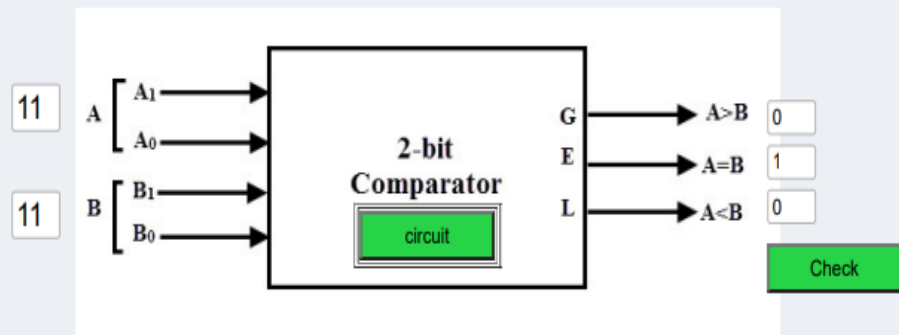 11
A
A1
A0
11
B
B1
B0
2-bit
Comparator
circuit
G
E
L
A>B
0
A=B
1
A<B
0
Check